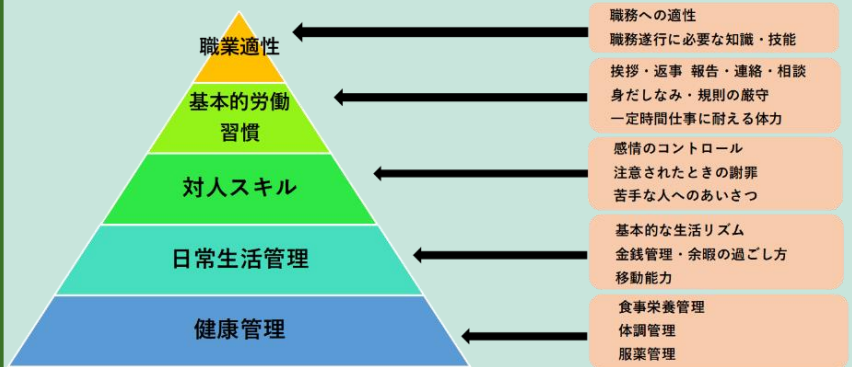 職業適性
職務への適性
職務遂行に必要な知識・技能
基本的労働
習慣
挨拶・返事 報告・連絡・相談
身だしなみ・規則の厳守
一定時間仕事に耐える体力
対人スキル
感情のコントロール
注意されたときの謝罪
苦手な人へのあいさつ
日常生活管理
基本的な生活リズム
金銭管理・余暇の過ごし方
移動能力
健康管理
食事栄養管理
体調管理
服薬管理